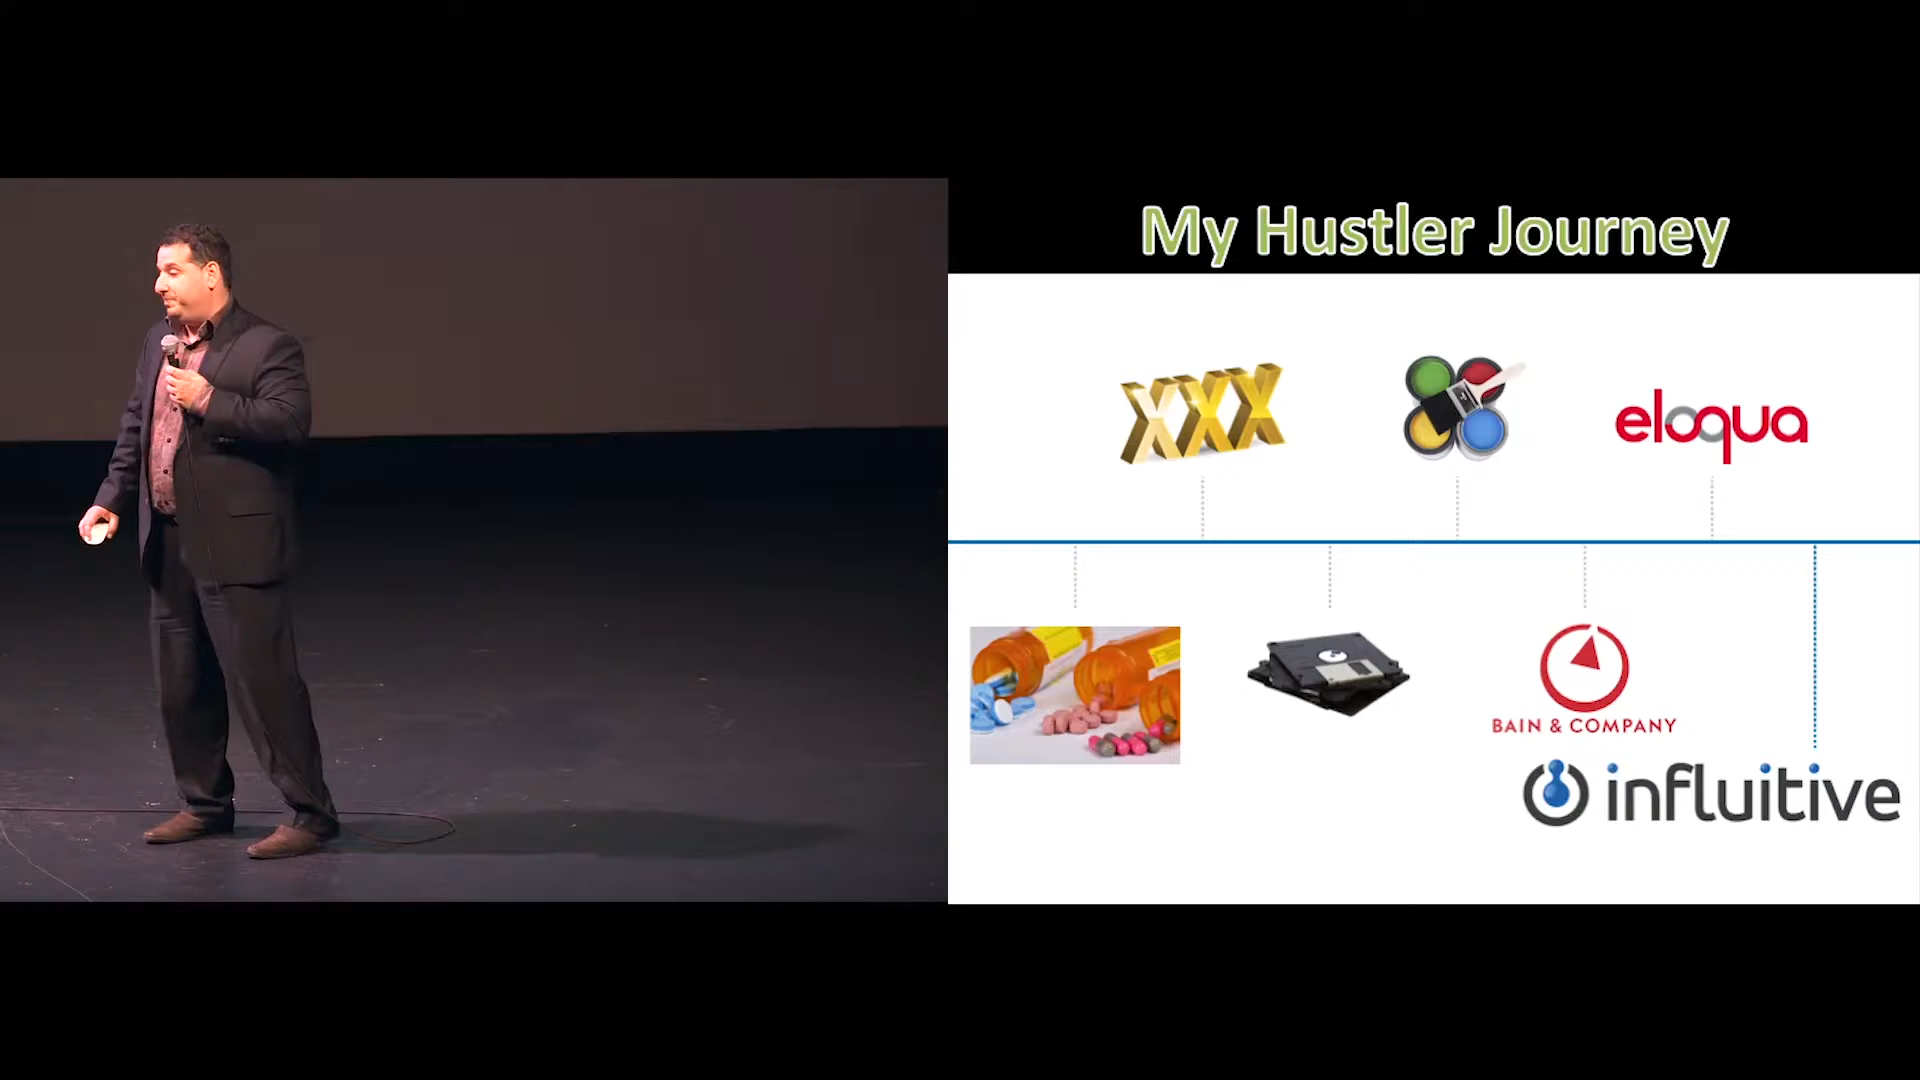 My Hustler Journey
XXX
eloqua
BAIN & COMPANY
influitive